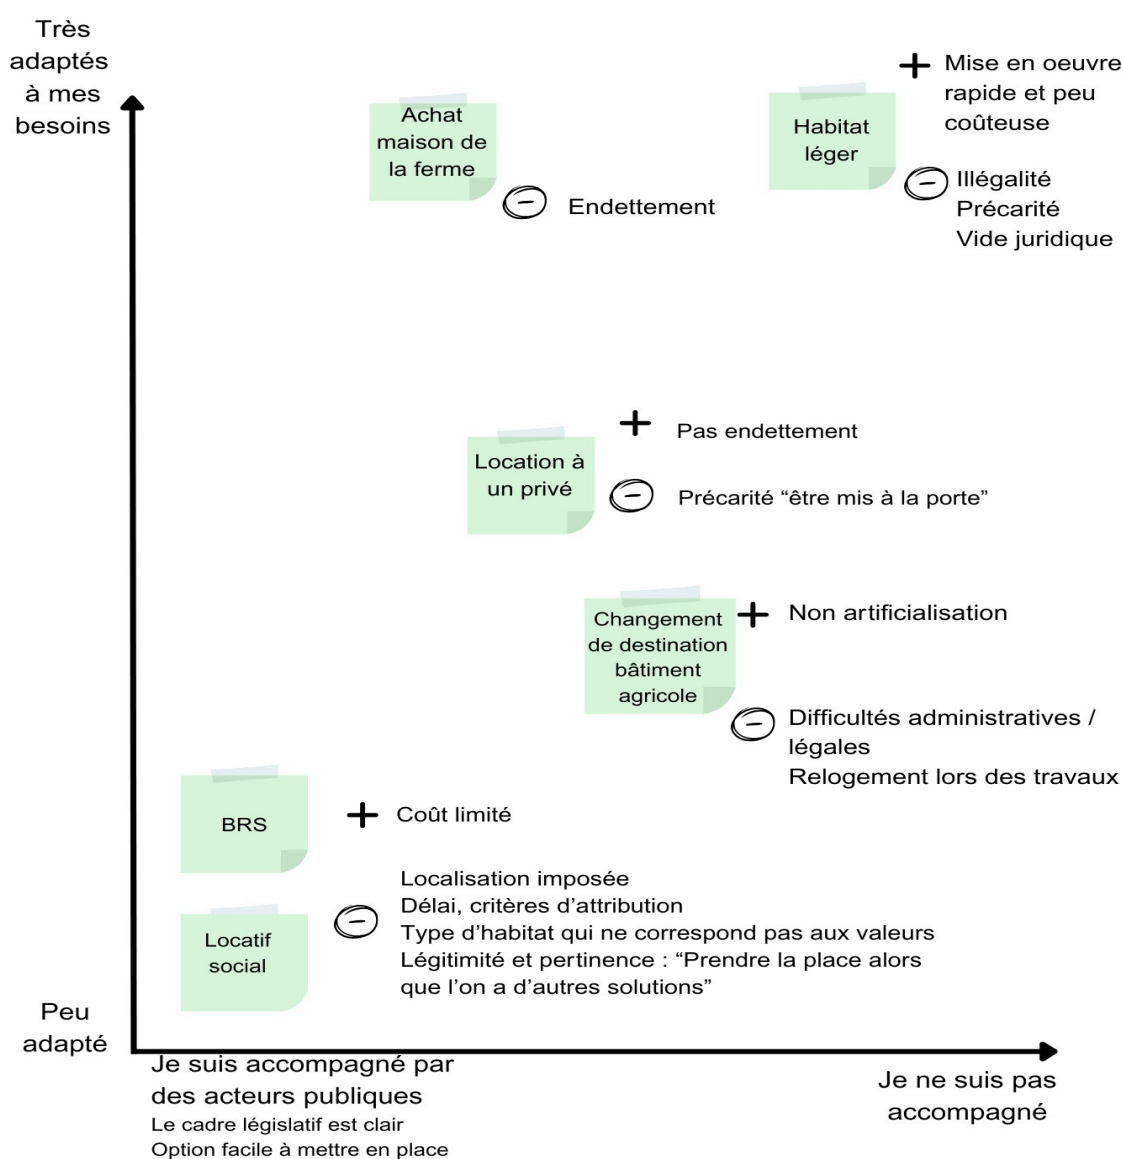 Très
adaptés
à mes
besoins
Achat
maison de
la ferme
Endettement
Habitat
léger
+ Mise en oeuvre
rapide et peu
coûteuse
- Illégalité
Précarité
Vide juridique
Location à
un privé
+ Pas endettement
- Précarité “être mis à la porte”
Changement
de destination
bâtiment
agricole
+ Non artificialisation
- Difficultés administratives /
légales
Relogement lors des travaux
BRS
+ Coût limité
Locatif
social
- Localisation imposée
Délai, critères d’attribution
Type d’habitat qui ne correspond pas aux valeurs
Légitimité et pertinence : “Prendre la place alors
que l’on a d’autres solutions”
Peu
adapté
Je suis accompagné par
des acteurs publiques
Le cadre législatif est clair
Option facile à mettre en place
Je ne suis pas
accompagné